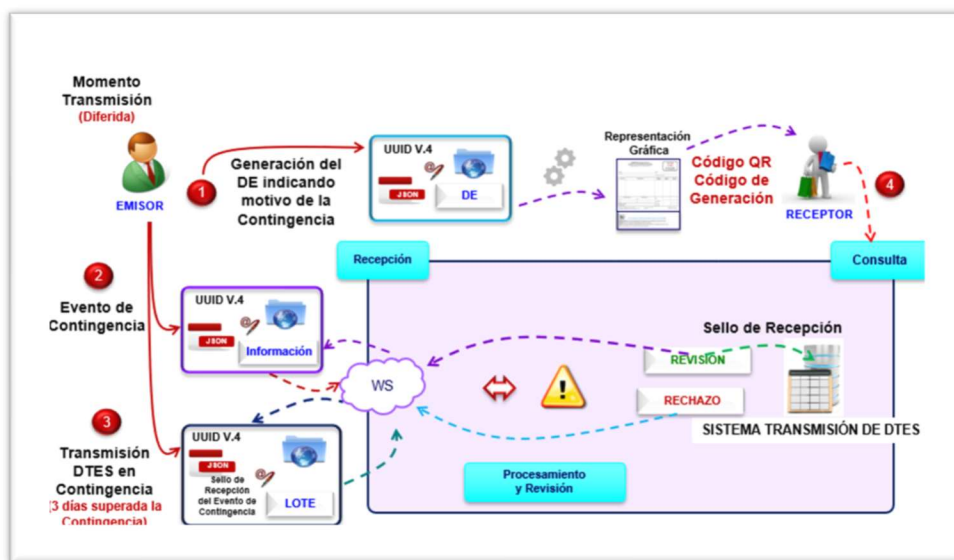 Momento
Transmisión
(Diferida)
EMISOR
1
Generación del
DE indicando
motivo de la
Contingencia
UUID V.4
JSON
DE
Representación
Gráfica
Código QR
Código de
Generación
RECEPTOR
4
Recepción
Consulta
2
Evento de
Contingencia
UUID V.4
JSON
Información
WS
Sello de Recepción
REVISIÓN
RECHAZO
SISTEMA TRANSMISIÓN DE DTES
3
Transmisión
DTES en
Contingencia
(3 días superada la
Contingencia)
UUID V.4
JSON
Sello de
Recepción
del Evento de
Contingencia
LOTE
Procesamiento
y Revisión